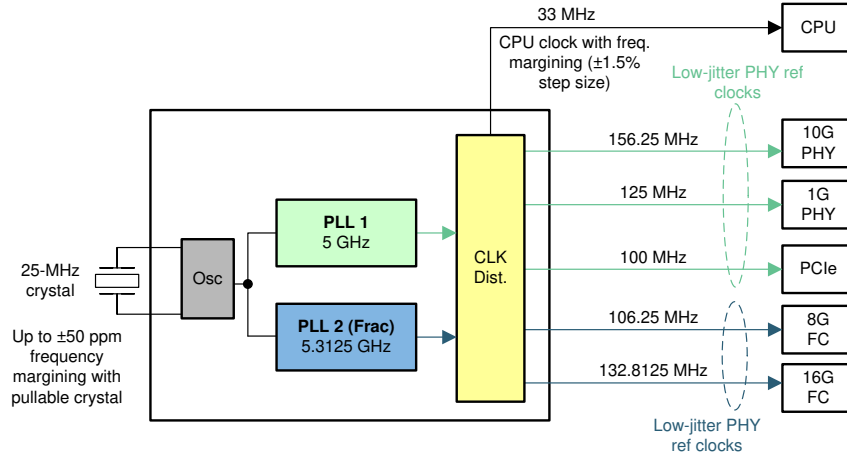 33 MHz
CPU
CPU clock with freq.
margining (±1.5%
step size)
Low-jitter PHY ref
clocks
156.25 MHz
10G
PHY
125 MHz
1G
PHY
PLL 1
5 GHz
CLK
Dist.
100 MHz
PCIe
25-MHz
crystal
Osc
PLL 2 (Frac)
5.3125 GHz
106.25 MHz
8G
FC
Up to ±50 ppm
frequency
margining with
pullable crystal
132.8125 MHz
16G
FC
Low-jitter PHY
ref clocks